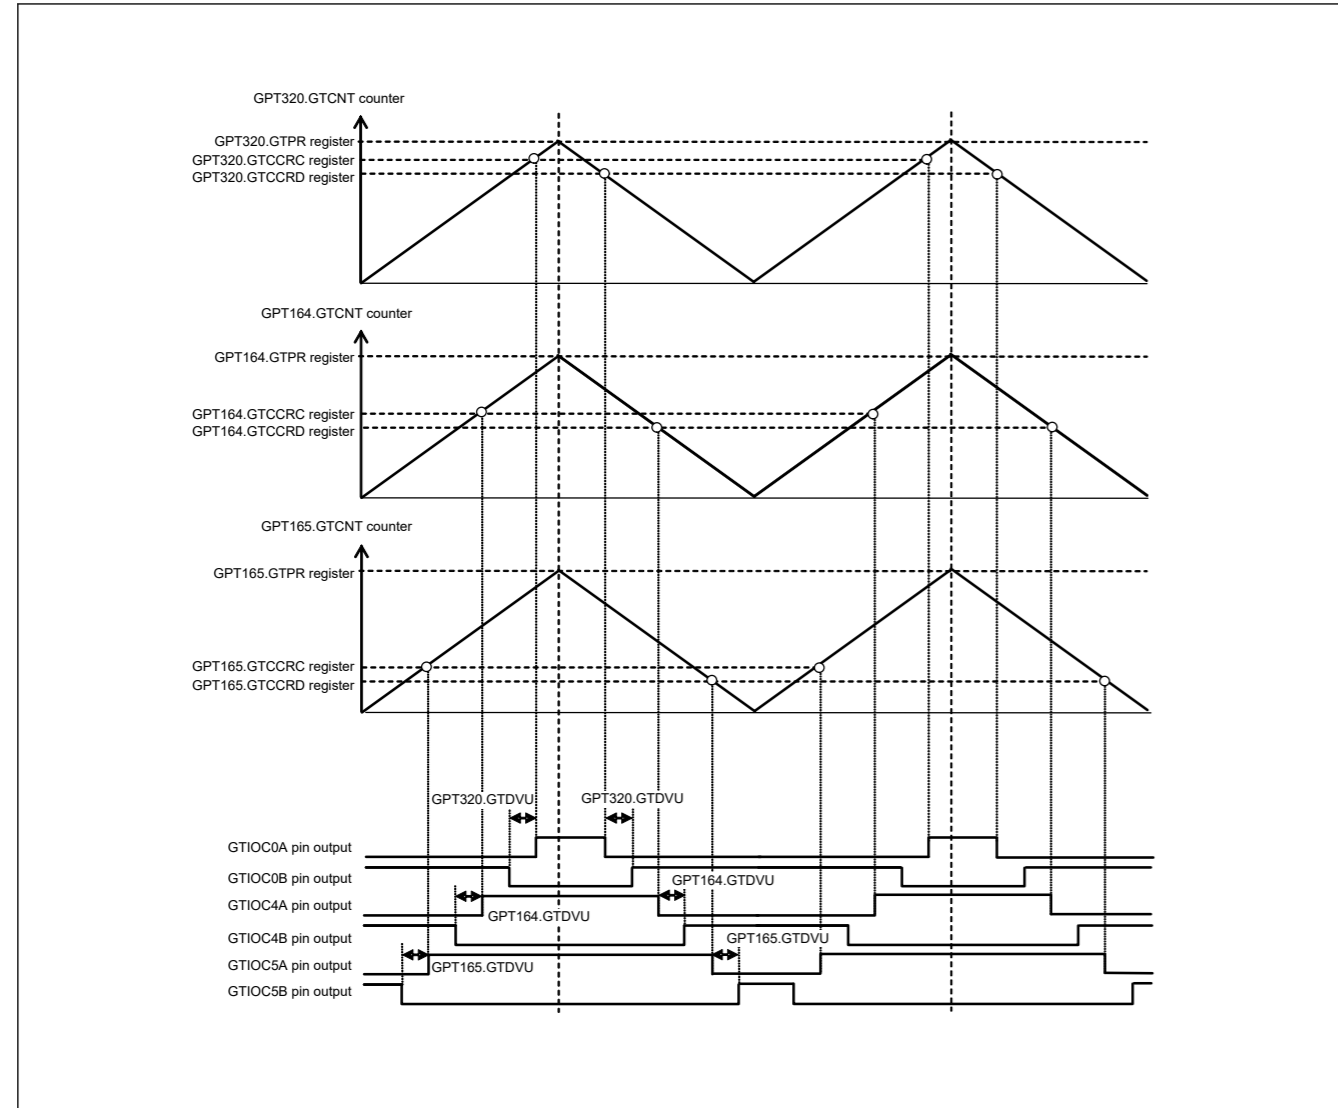 GPT320.GTCNT counter
GPT320.GTPR register
GPT320.GTCCRC register
GPT320.GTCCRD register
GPT164.GTCNT counter
GPT164.GTPR register
GPT164.GTCCRC register
GPT164.GTCCRD register
GPT165.GTCNT counter
GPT165.GTPR register
GPT165.GTCCRC register
GPT165.GTCCRD register
GPT320.GTDVU GPT320.GTDVU
GTIOC0A pin output
GTIOC0B pin output
GPT164.GTDVU
GTIOC4A pin output
GPT164.GTDVU
GTIOC4B pin output
GPT165.GTDVU
GTIOC5A pin output
GPT165.GTDVU
GTIOC5B pin output